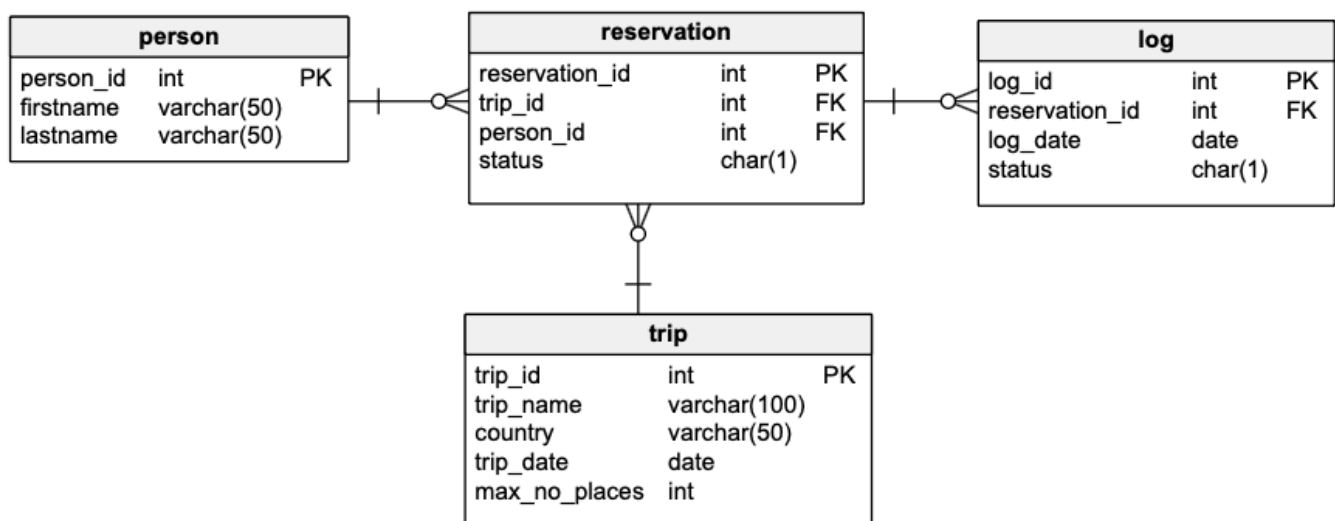 person
person_id int PK
firstname varchar(50)
lastname varchar(50)
reservation
reservation_id int PK
trip_id int FK
person_id int FK
status char(1)
log
log_id int PK
reservation_id int FK
log_date date
status char(1)
trip
trip_id int PK
trip_name varchar(100)
country varchar(50)
trip_date date
max_no_places int